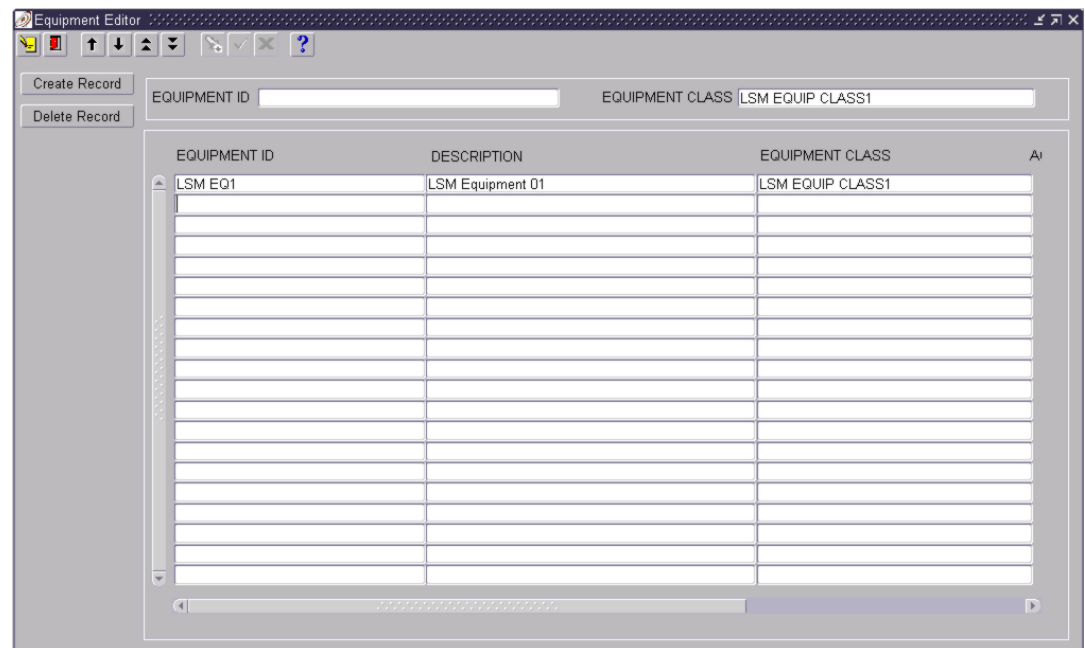 Equipment Editor
?
Create Record
Delete Record
EQUIPMENT ID
EQUIPMENT CLASS LSM EQUIP CLASS1
EQUIPMENT ID DESCRIPTION EQUIPMENT CLASS
LSM EQ1 LSM Equipment 01 LSM EQUIP CLASS1